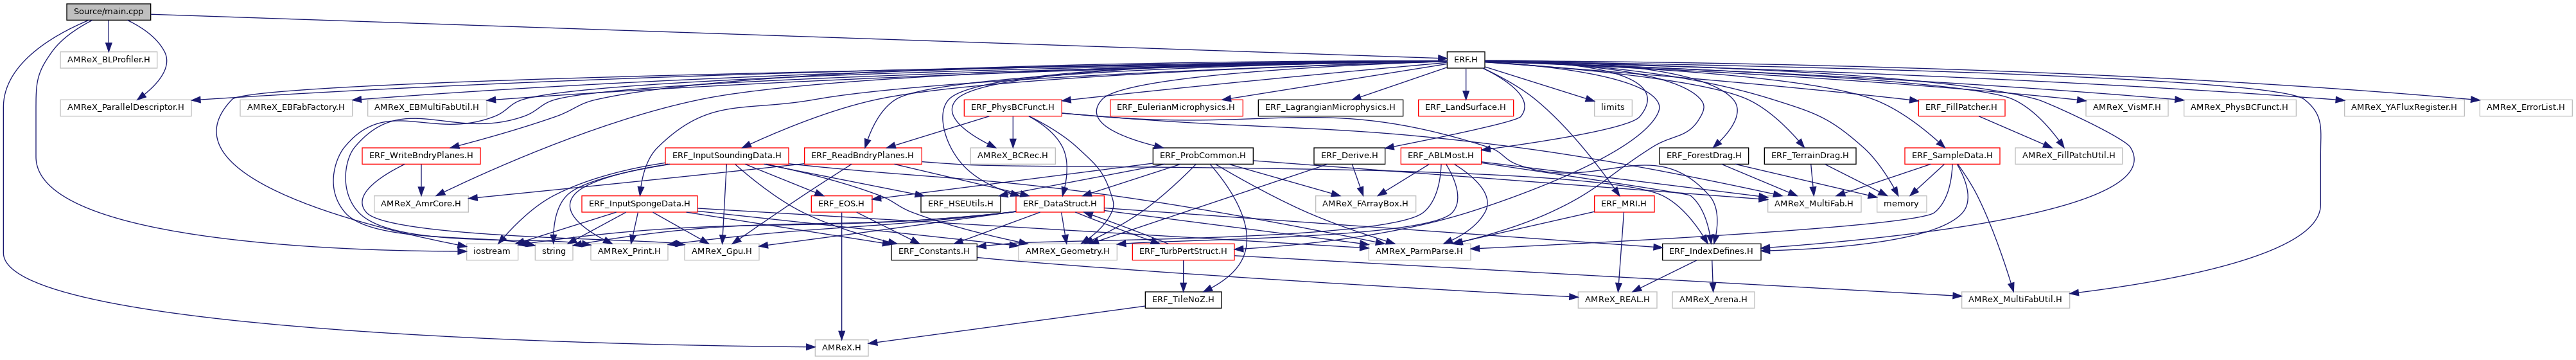 Source/main.cpp
AMReX_BLProfiler.H
ERF.H
AMReX_ParallelDescriptor.H
AMReX_EBFabFactory.H
AMReX_EBMultiFabUtil.H
ERF_PhysBCFunct.H
ERF_EulerianMicrophysics.H
ERF_LagrangianMicrophysics.H
ERF_LandSurface.H
limits
ERF_FillPatcher.H
AMReX_VisMF.H
AMReX_PhysBCFunct.H
AMReX_YAFluxRegister.H
AMReX_ErrorList.H
ERF_WriteBndryPlanes.H
ERF_InputSoundingData.H
ERF_ReadBndryPlanes.H
AMReX_BCRec.H
ERF_ProbCommon.H
ERF_Derive.H
ERF_ABLMost.H
ERF_ForestDrag.H
ERF_TerrainDrag.H
ERF_SampleData.H
AMReX_FillPatchUtil.H
AMReX_AmrCore.H
ERF_InputSpongeData.H
ERF_EOS.H
ERF_HSEUtils.H
ERF_DataStruct.H
AMReX_FArrayBox.H
ERF_MRI.H
AMReX_MultiFab.H
memory
iostream
string
AMReX_Print.H
AMReX_Gpu.H
ERF_Constants.H
AMReX_Geometry.H
ERF_TurbPertStruct.H
AMReX_ParmParse.H
ERF_IndexDefines.H
ERF_TileNoZ.H
AMReX_REAL.H
AMReX_Arena.H
AMReX_MultiFabUtil.H
AMReX.H